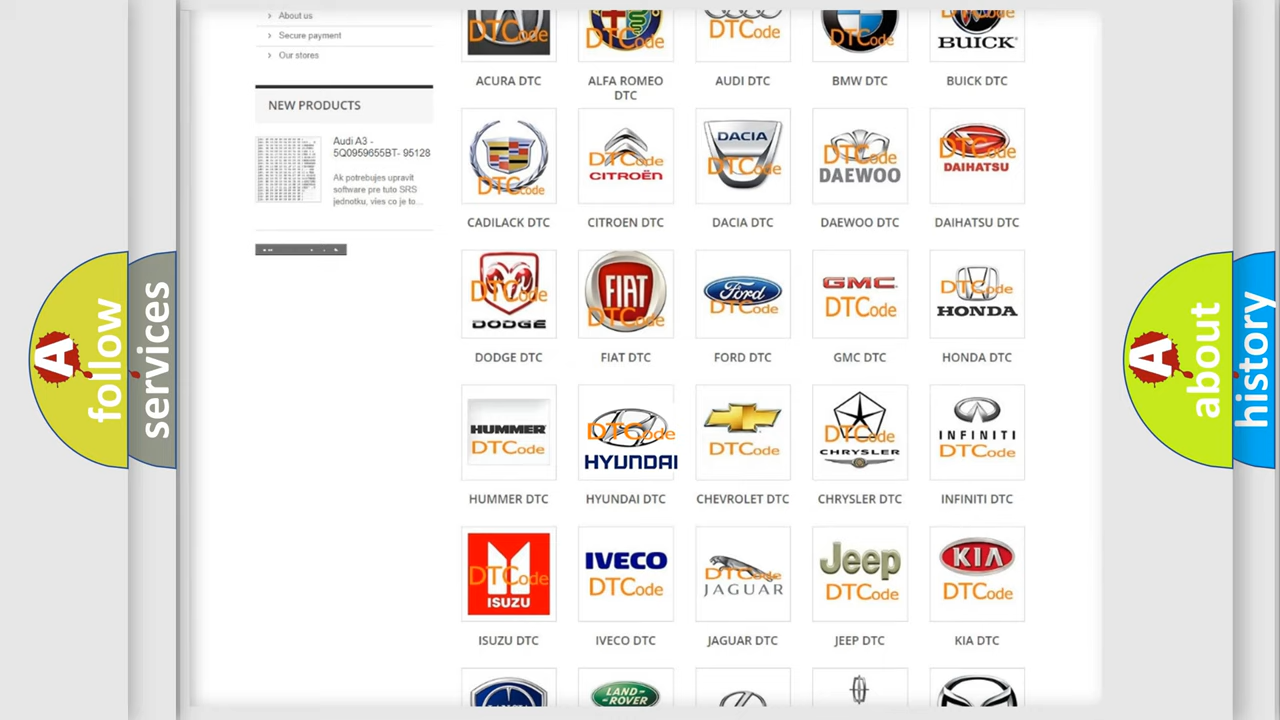 About us
Secure payment
Our stores
NEW PRODUCTS
Audi A3 -
5Q0959655BT- 95128
Ak potrebujes upravit
software pre tuto SRS
jednotku, vies co je to...
DTCode
DTCode
DTCode
DTCode
BUICK
ACURA DTC
ALFA ROMEO
DTC
AUDI DTC
BMW DTC
BUICK DTC
DTCode
DTCode
CITROËN
DACIA
DTCode
DTCode
DAEWOO
DTCode
DAIHATSU
CADILACK DTC
CITROEN DTC
DACIA DTC
DAEWOO DTC
DAIHATSU DTC
DTCode
DODGE
FIAT
DTCode
Ford
DTCode
GMC
DTCode
DTCode
HONDA
DODGE DTC
FIAT DTC
FORD DTC
GMC DTC
HONDA DTC
HUMMER
DTCode
DTCode
HYUNDAI
DTCode
DTCode
CHRYSLER
INFINITI
DTCode
HUMMER DTC
HYUNDAI DTC
CHEVROLET DTC
CHRYSLER DTC
INFINITI DTC
DTCode
ISUZU
IVECO
DTCode
DTCode
JAGUAR
Jeep
DTCode
KIA
DTCode
ISUZU DTC
IVECO DTC
JAGUAR DTC
JEEP DTC
KIA DTC
LAND-
ROVER
A
follow
services
A
about
history